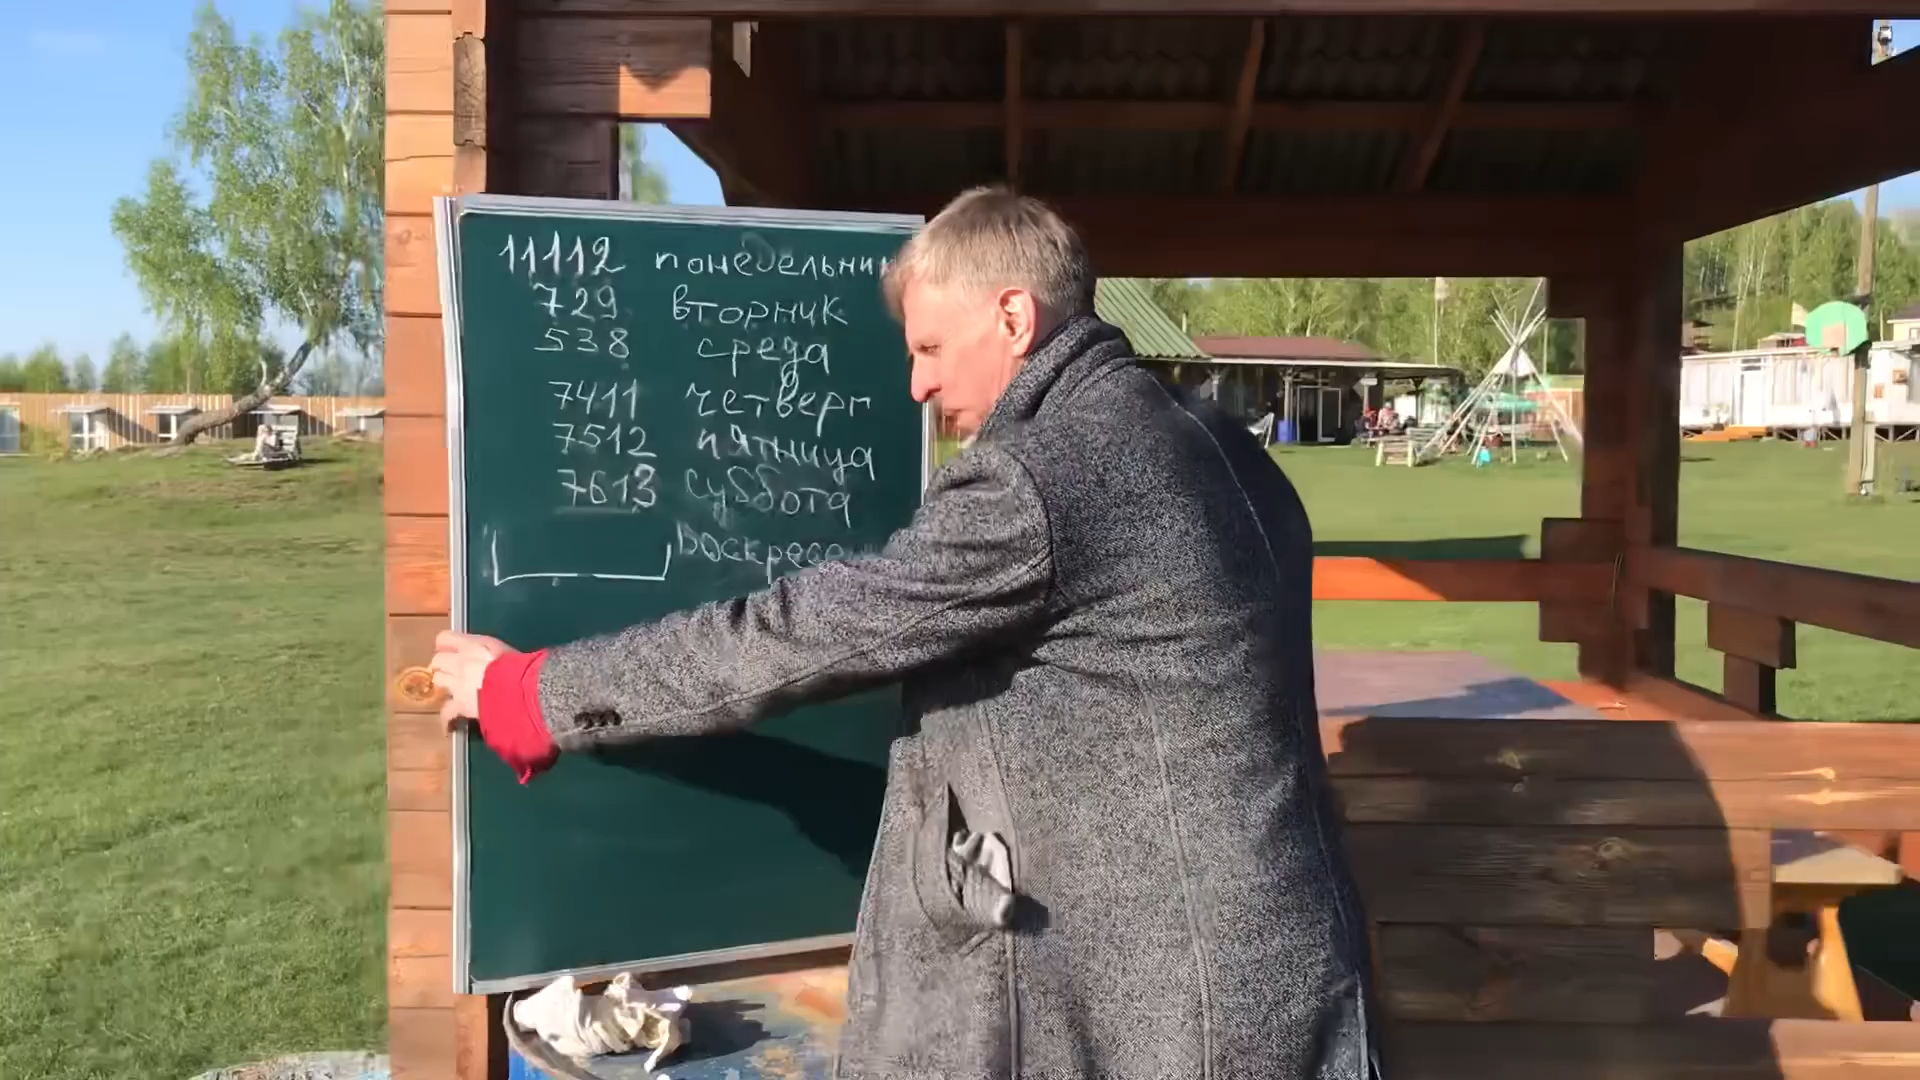 11112 понедельник
729 вторник
538 среда
7411 четверг
7512 пятница
7613 суббота